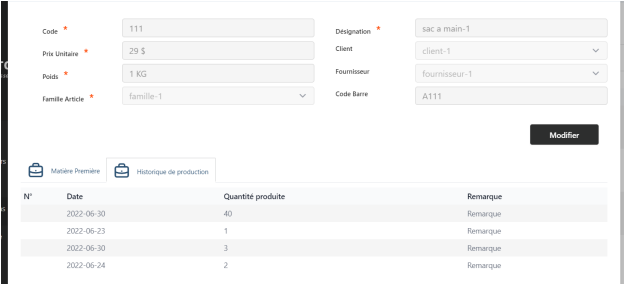 Code * 111 Désignation * sac a main-1
Prix Unitaire * 29 $ Client client-1
Poids * 1 KG Fournisseur fournisseur-1
Famille Article * famille-1 Code Barre A111
Modifier
Matière Première Historique de production
N° Date Quantité produite Remarque
2022-06-30 40 Remarque
2022-06-23 1 Remarque
2022-06-30 3 Remarque
2022-06-24 2 Remarque